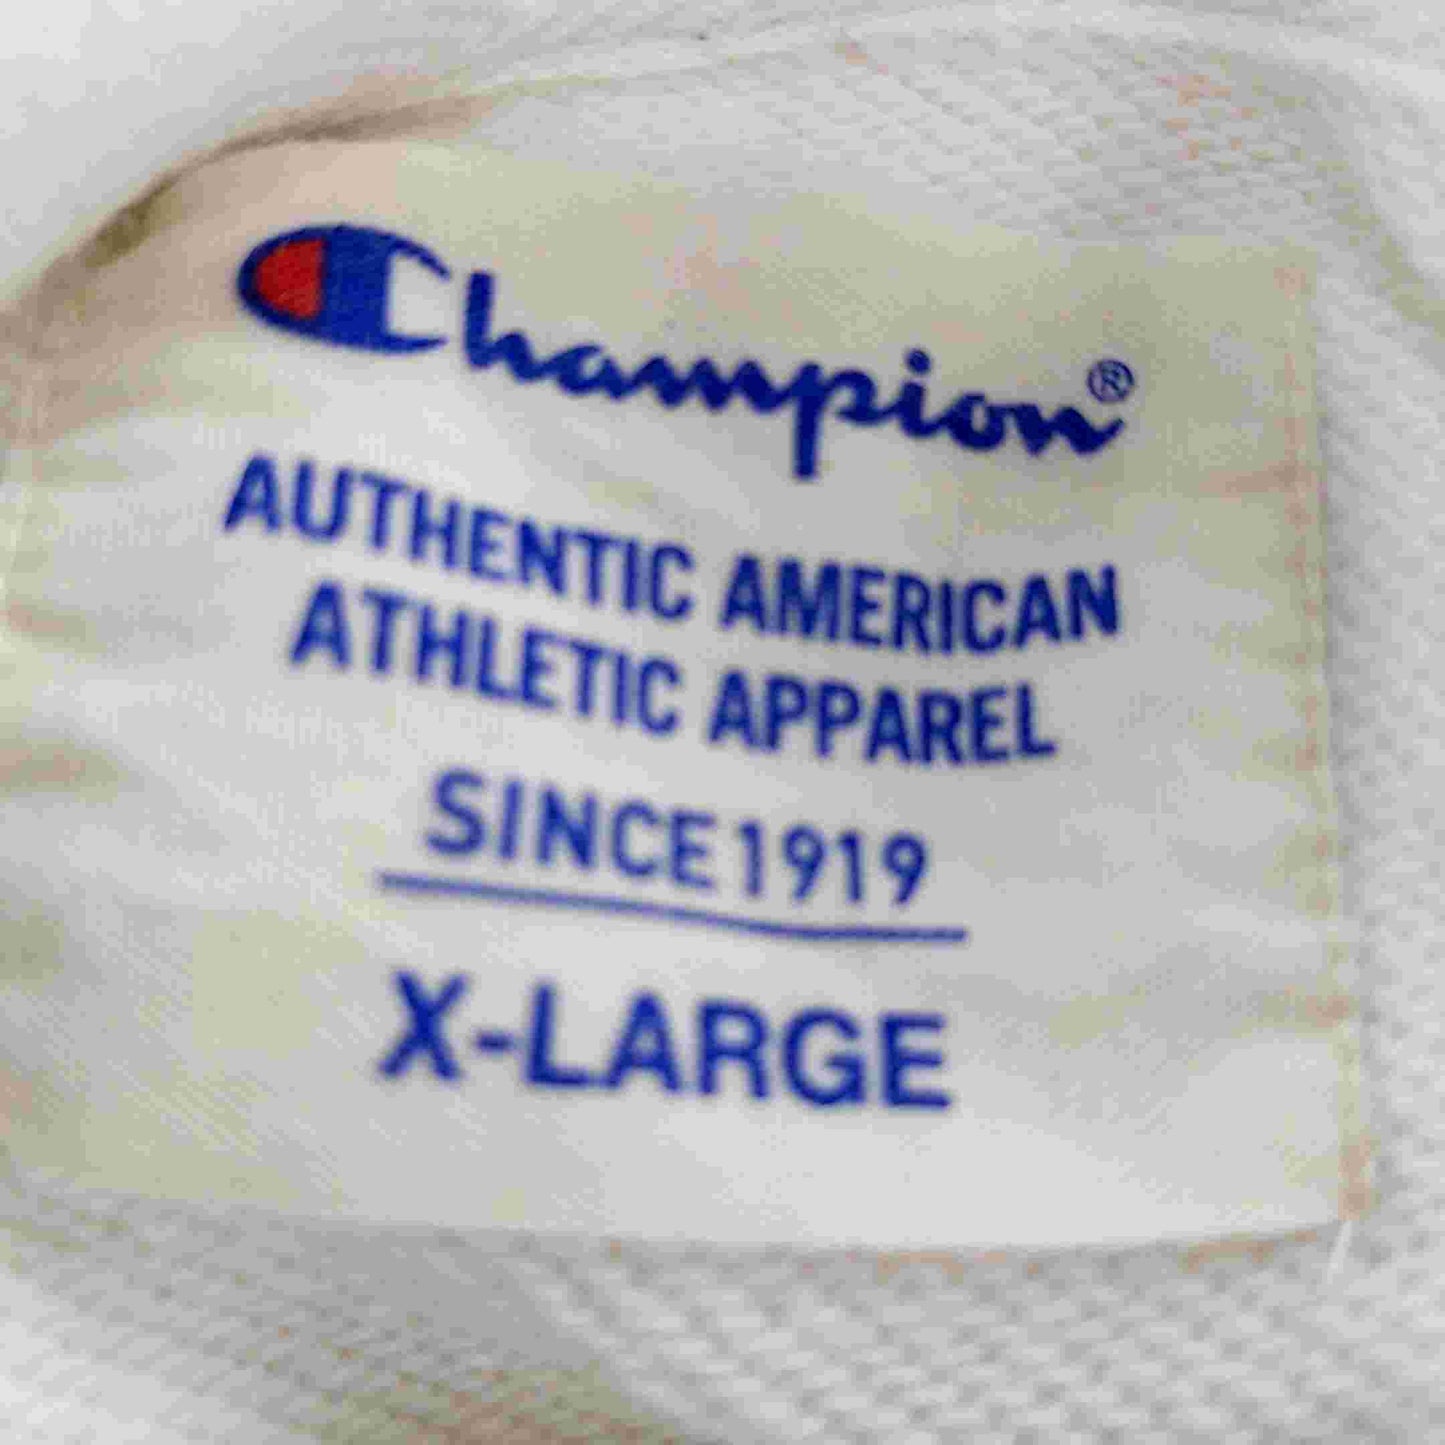 Champion®
AUTHENTIC AMERICAN
ATHLETIC APPAREL
SINCE 1919
X-LARGE